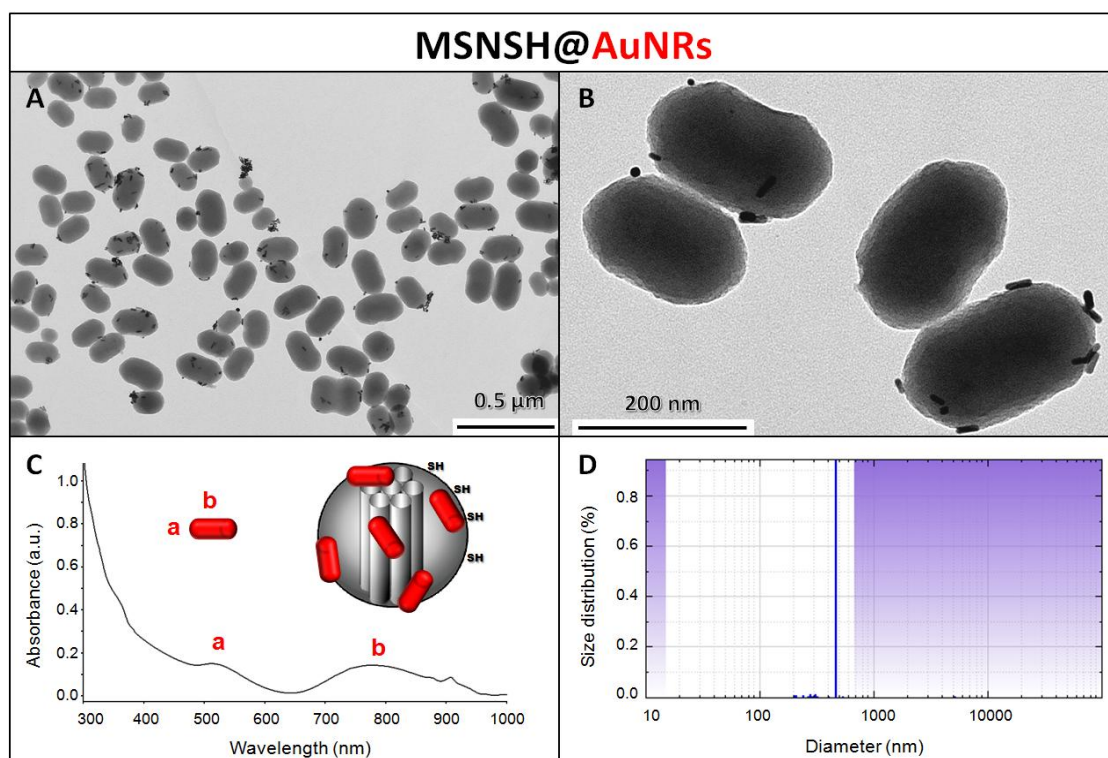 MSNSH@AuNRs
A
0.5 µm
B
200 nm
C
Absorbance (a.u.)
1.0
0.8
0.6
0.4
0.2
0.0
300 400 500 600 700 800 900 1000
Wavelength (nm)
b
a
a
b
SH
SH
SH
SH
D
Size distribution (%)
0.8
0.6
0.4
0.2
0.0
10 100 1000 10000
Diameter (nm)